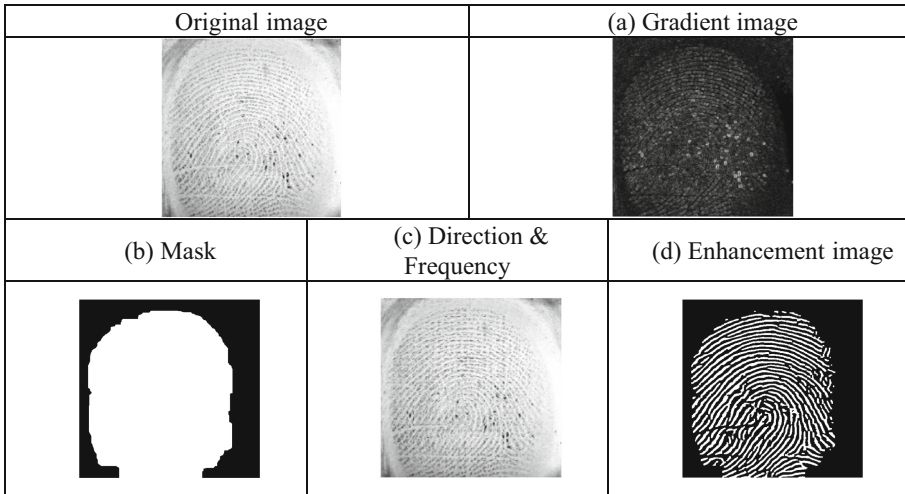 Original image
(a) Gradient image
(b) Mask
(c) Direction &
Frequency
(d) Enhancement image